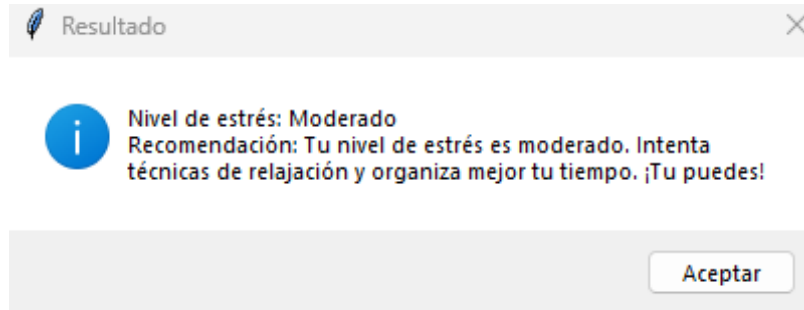 Resultado
Nivel de estrés: Moderado
Recomendación: Tu nivel de estrés es moderado. Intenta
técnicas de relajación y organiza mejor tu tiempo. ¡Tu puedes!
Aceptar